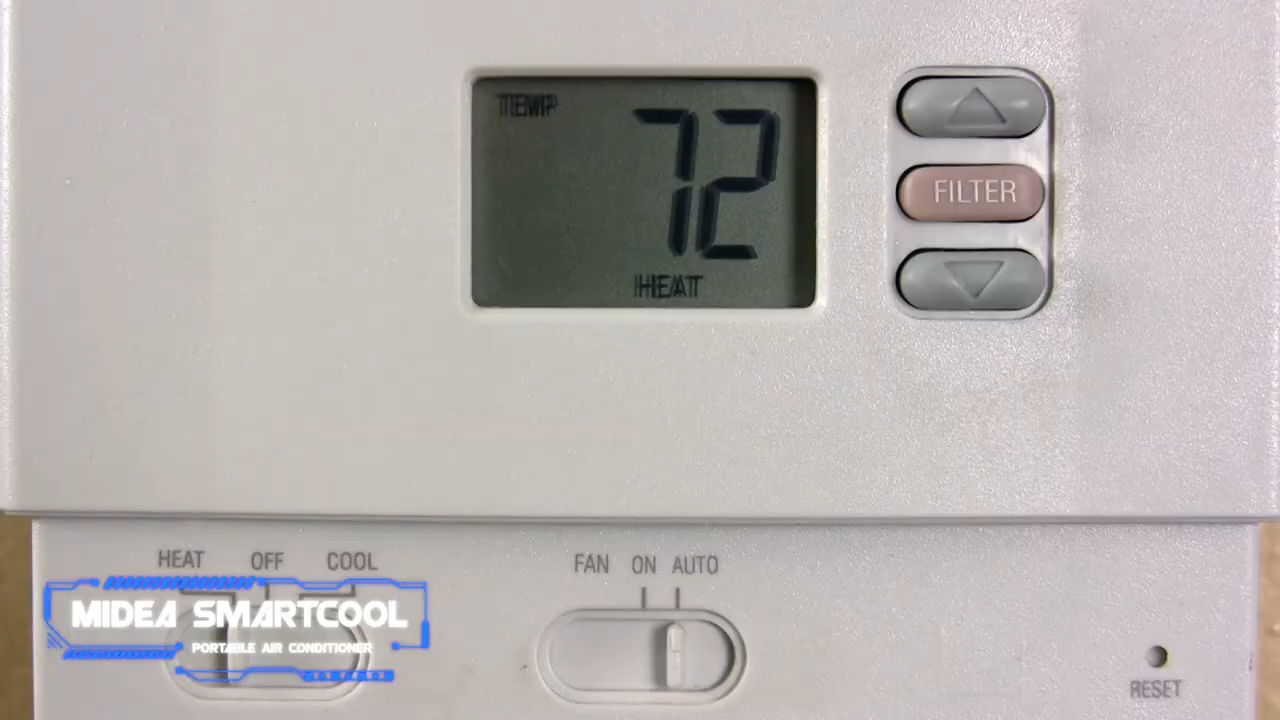 TEMP
72
HEAT
FILTER
HEAT OFF COOL
FAN ON AUTO
MIDEA SMARTCOOL
PORTABLE AIR CONDITIONER
RESET